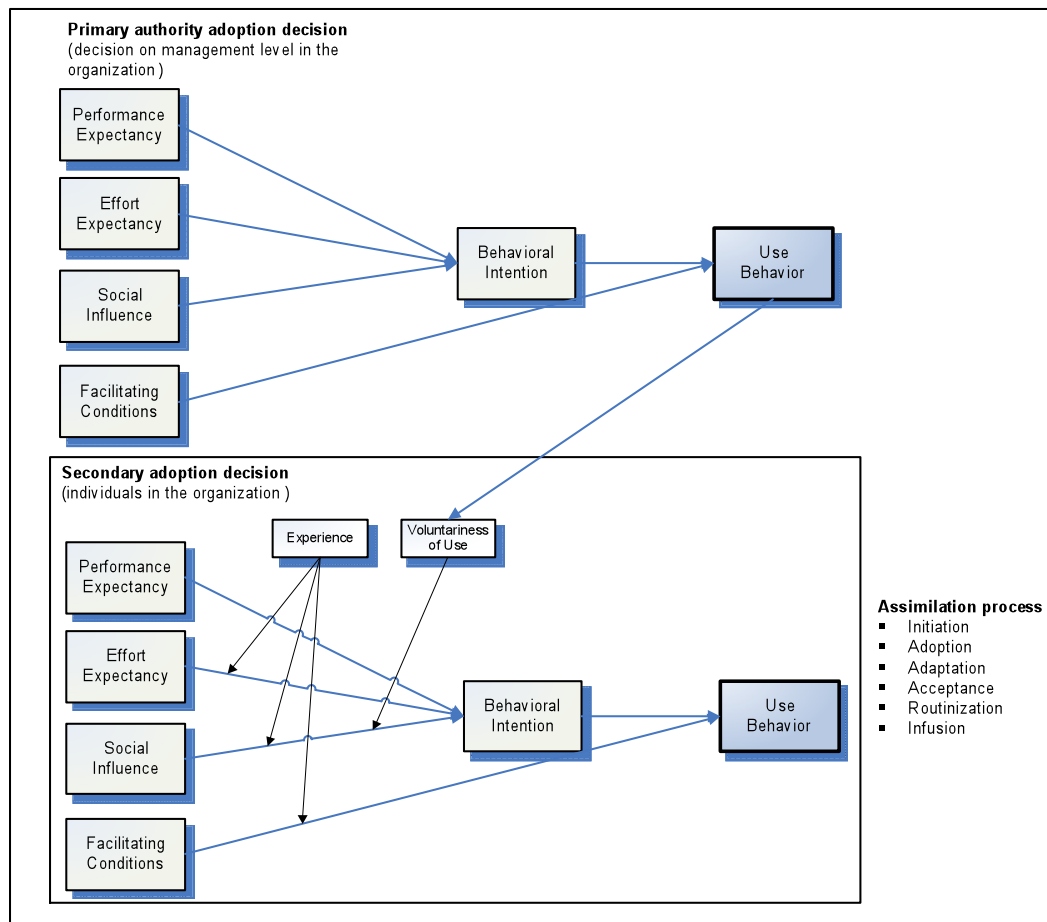 Primary authority adoption decision
(decision on management level in the
organization )
Performance
Expectancy
Effort
Expectancy
Social
Influence
Facilitating
Conditions
Behavioral
Intention
Use
Behavior
Secondary adoption decision
(individuals in the organization )
Experience
Voluntariness
of Use
Performance
Expectancy
Effort
Expectancy
Social
Influence
Facilitating
Conditions
Behavioral
Intention
Use
Behavior
Assimilation process
▪ Initiation
▪ Adoption
▪ Adaptation
▪ Acceptance
▪ Routinization
▪ Infusion